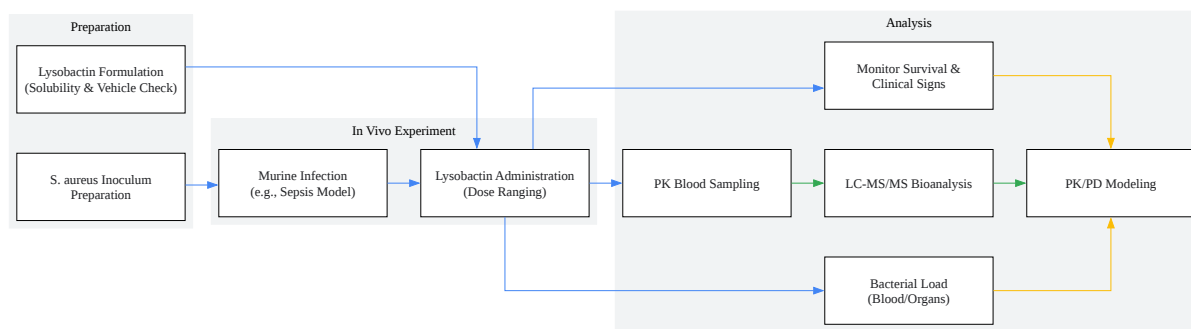 Preparation
Lysobactin Formulation
(Solubility & Vehicle Check)
S. aureus Inoculum
Preparation
In Vivo Experiment
Murine Infection
(e.g., Sepsis Model)
Lysobactin Administration
(Dose Ranging)
Analysis
Monitor Survival &
Clinical Signs
PK Blood Sampling
LC-MS/MS Bioanalysis
PK/PD Modeling
Bacterial Load
(Blood/Organs)